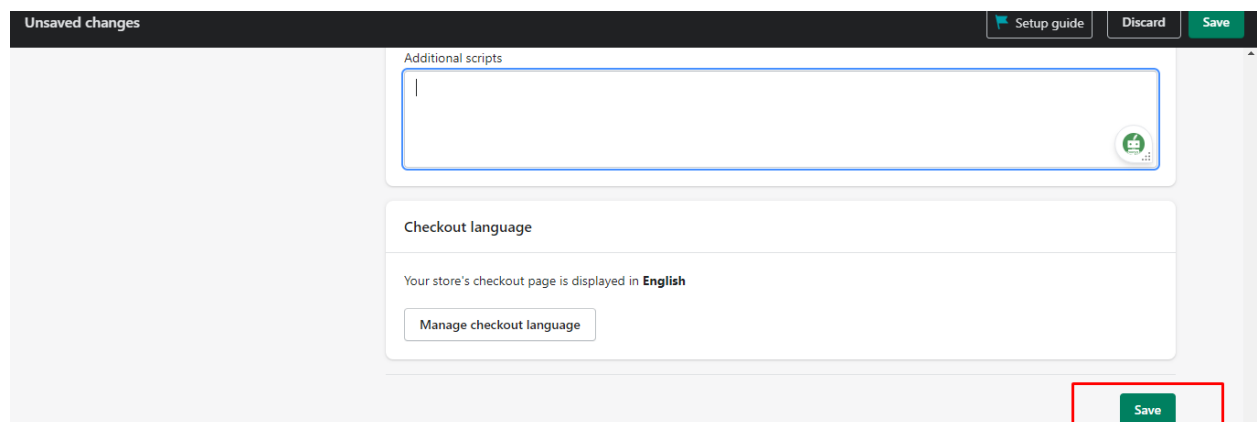 Unsaved changes
Setup guide
Discard
Save
Additional scripts
Checkout language
Your store's checkout page is displayed in English
Manage checkout language
Save